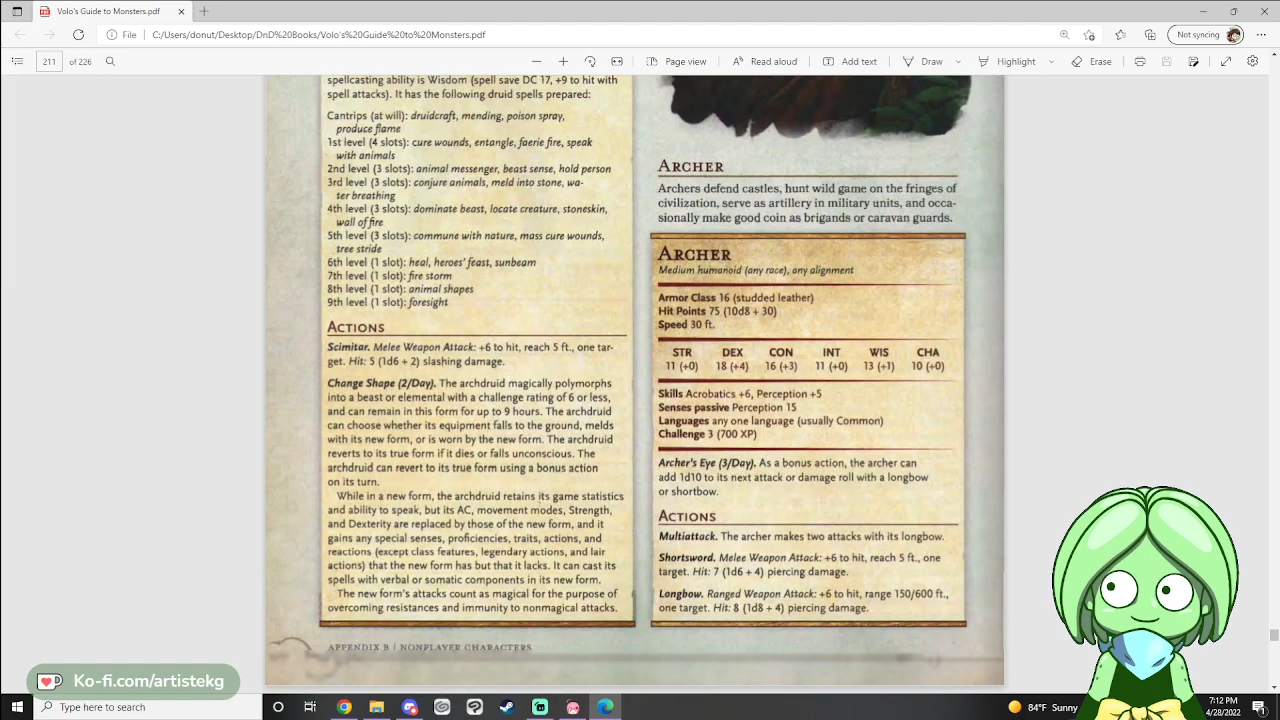 Volo's Guide to Monsters.pdf
File
C:/Users/donut/Desktop/DnD%20Books/Volo's%20Guide%20to%20Monsters.pdf
Not syncing
211 of 226
Page view
Read aloud
Add text
Draw
Highlight
Erase
spellcasting ability is Wisdom (spell save DC 17, +9 to hit with
spell attacks). It has the following druid spells prepared:
Cantrips (at will): druidcraft, mending, poison spray,
produce flame
1st level (4 slots): cure wounds, entangle, faerie fire, speak
with animals
2nd level (3 slots): animal messenger, beast sense, hold person
3rd level (3 slots): conjure animals, meld into stone, wa-
ter breathing
4th level (3 slots): dominate beast, locate creature, stoneskin,
wall of fire
5th level (3 slots): commune with nature, mass cure wounds,
tree stride
6th level (1 slot): heal, heroes' feast, sunbeam
7th level (1 slot): fire storm
8th level (1 slot): animal shapes
9th level (1 slot): foresight
Actions
Scimitar. Melee Weapon Attack: +6 to hit, reach 5 ft., one tar-
get. Hit: 5 (1d6 + 2) slashing damage.
Change Shape (2/Day). The archdruid magically polymorphs
into a beast or elemental with a challenge rating of 6 or less,
and can remain in this form for up to 9 hours. The archdruid
can choose whether its equipment falls to the ground, melds
with its new form, or is worn by the new form. The archdruid
reverts to its true form if it dies or falls unconscious. The
archdruid can revert to its true form using a bonus action
on its turn.
While in a new form, the archdruid retains its game statistics
and ability to speak, but its AC, movement modes, Strength,
and Dexterity are replaced by those of the new form, and it
gains any special senses, proficiencies, traits, actions, and
reactions (except class features, legendary actions, and lair
actions) that the new form has but that it lacks. It can cast its
spells with verbal or somatic components in its new form.
The new form's attacks count as magical for the purpose of
overcoming resistances and immunity to nonmagical attacks.
Archer
Archers defend castles, hunt wild game on the fringes of
civilization, serve as artillery in military units, and occa-
sionally make good coin as brigands or caravan guards.
Archer
Medium humanoid (any race), any alignment
Armor Class 16 (studded leather)
Hit Points 75 (10d8 + 30)
Speed 30 ft.
STR DEX CON INT WIS CHA
11 (+0) 18 (+4) 16 (+3) 11 (+0) 13 (+1) 10 (+0)
Skills Acrobatics +6, Perception +5
Senses passive Perception 15
Languages any one language (usually Common)
Challenge 3 (700 XP)
Archer's Eye (3/Day). As a bonus action, the archer can
add 1d10 to its next attack or damage roll with a longbow
or shortbow.
Actions
Multiattack. The archer makes two attacks with its longbow.
Shortsword. Melee Weapon Attack: +6 to hit, reach 5 ft., one
target. Hit: 7 (1d6 + 4) piercing damage.
Longbow. Ranged Weapon Attack: +6 to hit, range 150/600 ft.,
one target. Hit: 8 (1d8 + 4) piercing damage.
APPENDIX B | NONPLAYER CHARACTERS
Ko-fi.com/artistekg
Type here to search
84°F Sunny
7:12 PM
4/28/2022